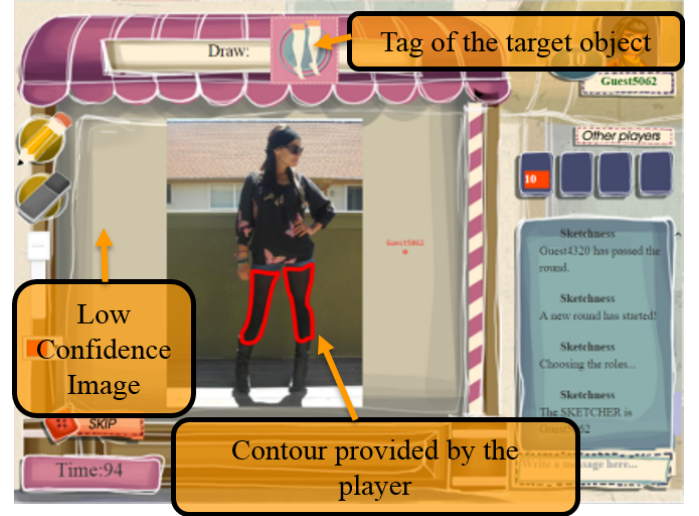 Draw:
Tag of the target object
Guest5062
Other players
10
Guest5062
Sketchness
Guest4320 has passed the
round.
Sketchness
A new round has started!
Sketchness
Choosing the roles...
Sketchness
The SKETCHER is
Low
Confidence
Image
SKIP
Contour provided by the
player
Time:94
Write a message here...